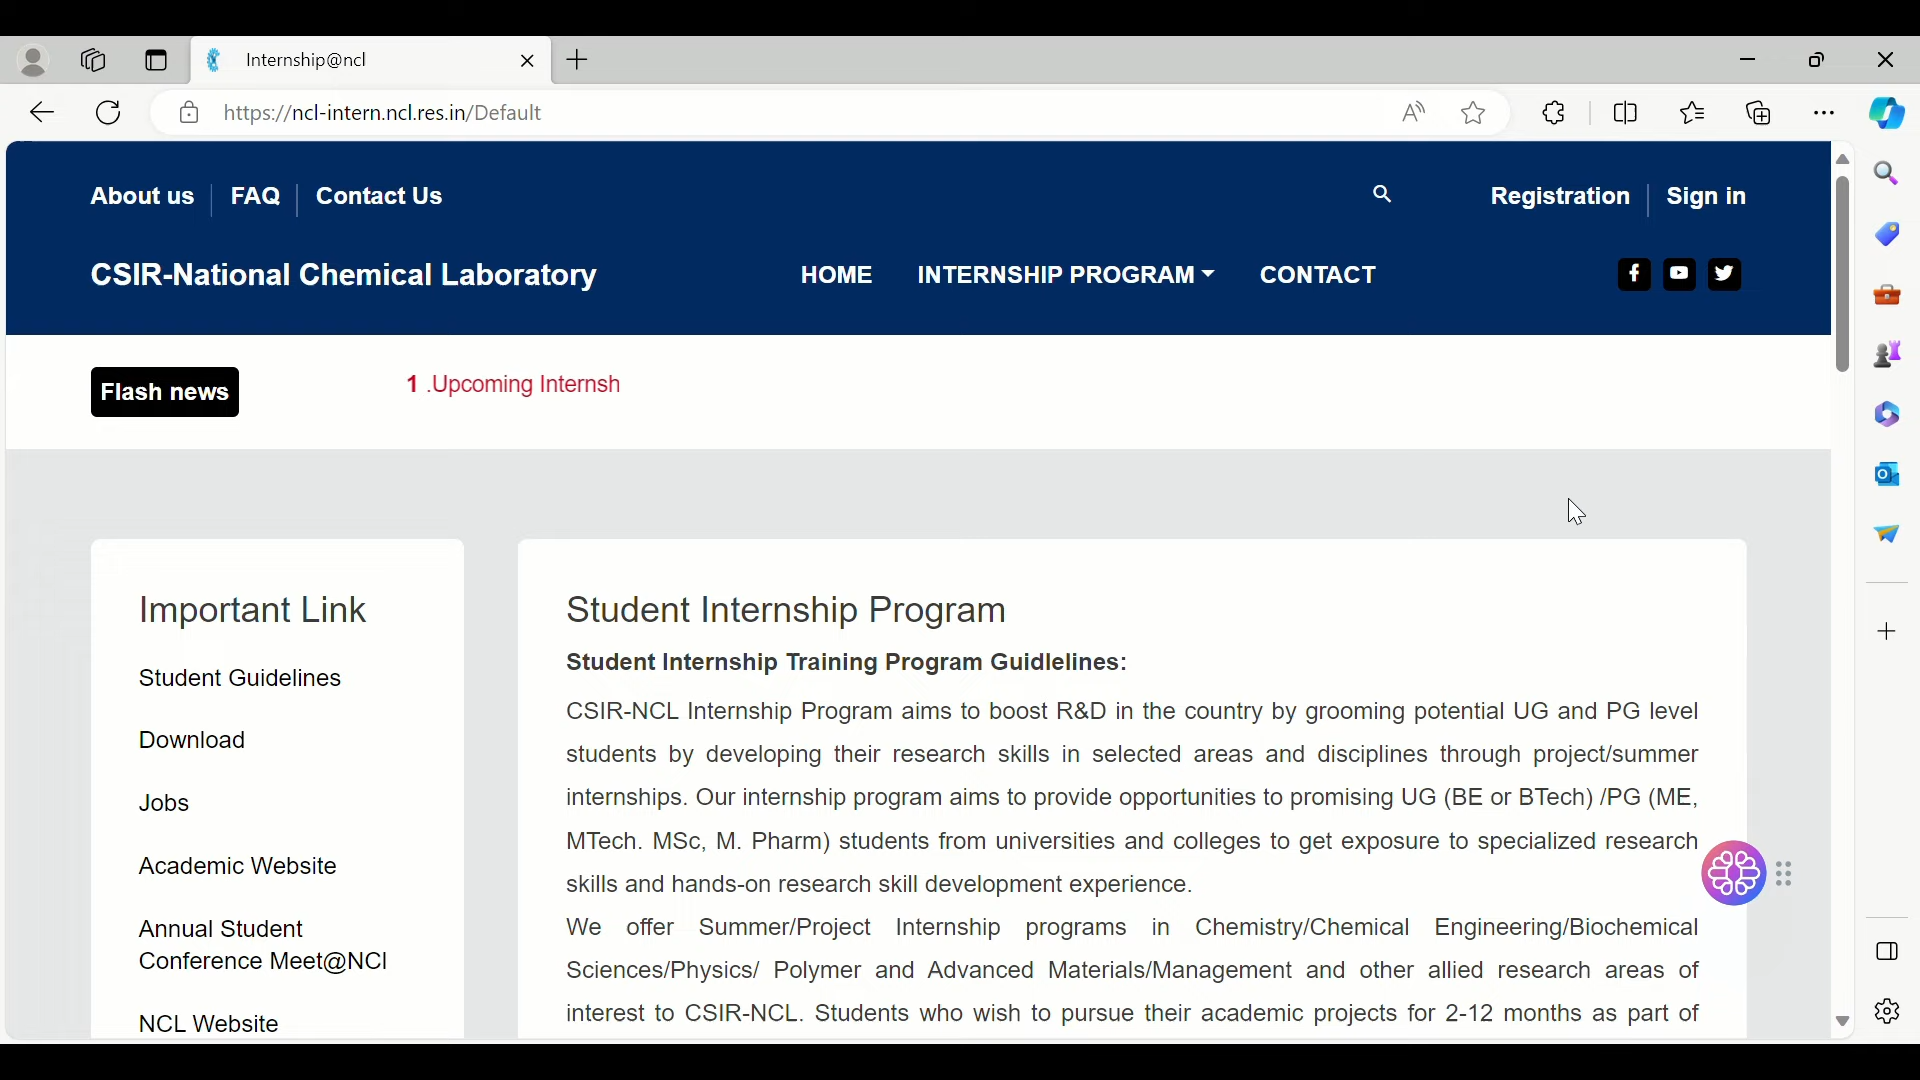 Internship@ncl
https://ncl-intern.ncl.res.in/Default
About us FAQ Contact Us Registration Sign in
CSIR-National Chemical Laboratory HOME INTERNSHIP PROGRAM CONTACT
Flash news 1 .Upcoming Internsh
Important Link
Student Guidelines
Download
Jobs
Academic Website
Annual Student
Conference Meet@NCl
NCL Website
Student Internship Program
Student Internship Training Program Guidlelines:
CSIR-NCL Internship Program aims to boost R&D in the country by grooming potential UG and PG level
students by developing their research skills in selected areas and disciplines through project/summer
internships. Our internship program aims to provide opportunities to promising UG (BE or BTech) /PG (ME,
MTech. MSc, M. Pharm) students from universities and colleges to get exposure to specialized research
skills and hands-on research skill development experience.
We offer Summer/Project Internship programs in Chemistry/Chemical Engineering/Biochemical
Sciences/Physics/ Polymer and Advanced Materials/Management and other allied research areas of
interest to CSIR-NCL. Students who wish to pursue their academic projects for 2-12 months as part of